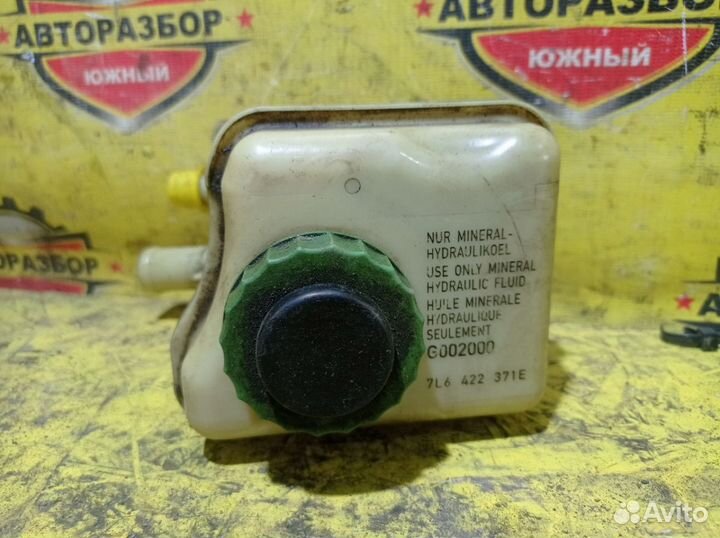 АВТОРАЗБОР
ЮЖНЫЙ
АВТОРАЗБОР
ЮЖНЫЙ
ТОРАЗБОР
NUR MINERAL-
HYDRAULIKOEL
USE ONLY MINERAL
HYDRAULIC FLUID
HUILE MINERALE
HYDRAULIQUE
SEULEMENT
G002000
7L6 422 371E
Avito